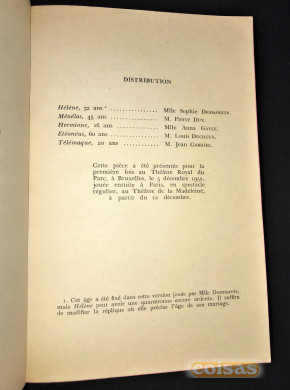 DISTRIBUTION
Hélène, 32 ans ¹ ............... Mlle Sophie DESMARETS.
Ménélas, 45 ans ............... M. Pierre DUX.
Hermione, 16 ans ............... Mlle Anna GAYLE.
Etéonéus, 60 ans ............... M. Louis DUCREUX.
Télémaque, 20 ans ............... M. Jean GABRIEL.
Cette pièce a été présentée pour la
première fois au Théâtre Royal du
Parc, à Bruxelles, le 5 décembre
jouée ensuite à Paris, en spectacle
régulier, au Théâtre de la Madeleine,
à partir du 12 décembre.
1. Cet âge a été fixé dans cette version jouée par Mlle Desmarets,
mais Hélène peut avoir une quarantaine encore ardente. Il suffira
de modifier la réplique où elle précise l'âge de son mariage.
coisas